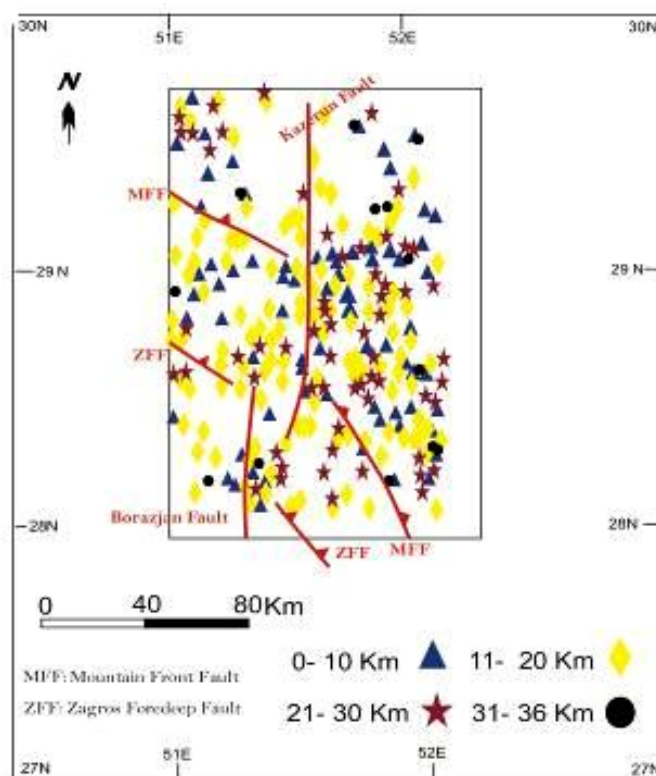 30N 51E 52E 30N
N
Kazerun Fault
MFF
29 N 29 N
ZFF
Borazjan Fault
28N 28N
ZFF MFF
0 40 80Km
0- 10 Km 11- 20 Km
MFF: Mountain Front Fault
ZFF: Zagros Foredeep Fault
21- 30 Km 31- 36 Km
27N 51E 52E 27N